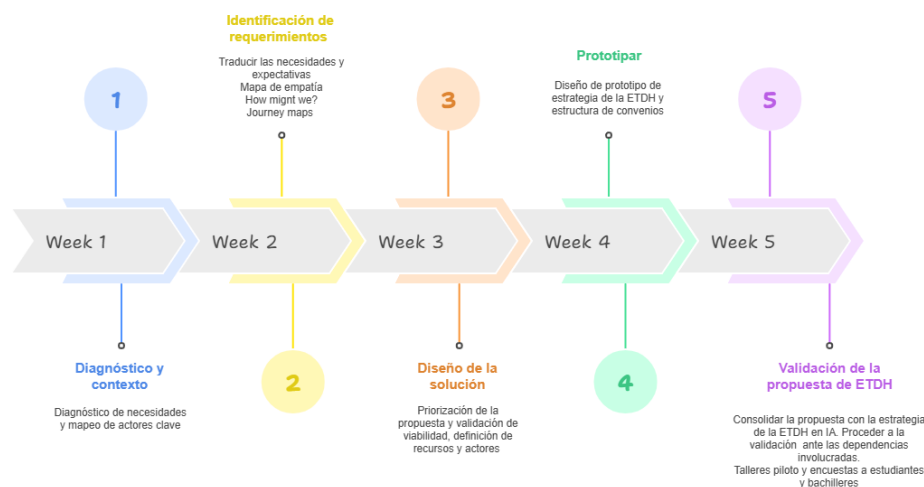 Identificación de
requerimientos
Traducir las necesidades y
expectativas
Mapa de empatía
How mignt we?
Journey maps
Prototipar
Diseño de prototipo de
estrategia de la ETDH y
estructura de convenios
1
3
5
Week 1
Week 2
Week 3
Week 4
Week 5
Diagnóstico y
contexto
Diagnóstico de necesidades
y mapeo de actores clave
2
Diseño de la
solución
Priorización de la
propuesta y validación de
viabilidad, definición de
recursos y actores
4
Validación de la
propuesta de ETDH
Consolidar la propuesta con la estrategia
de la ETDH en IA. Proceder a la
validación ante las dependencias
involucradas.
Talleres piloto y encuestas a estudiantes
y bachilleres